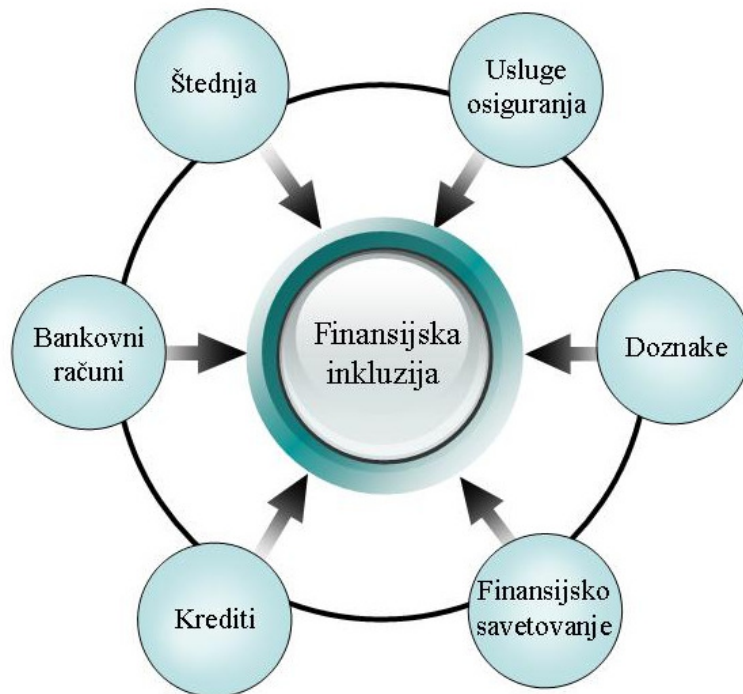 Štednja
Usluge
osiguranja
Bankovni
računi
Finansijska
inkluzija
Doznake
Krediti
Finansijsko
savetovanje